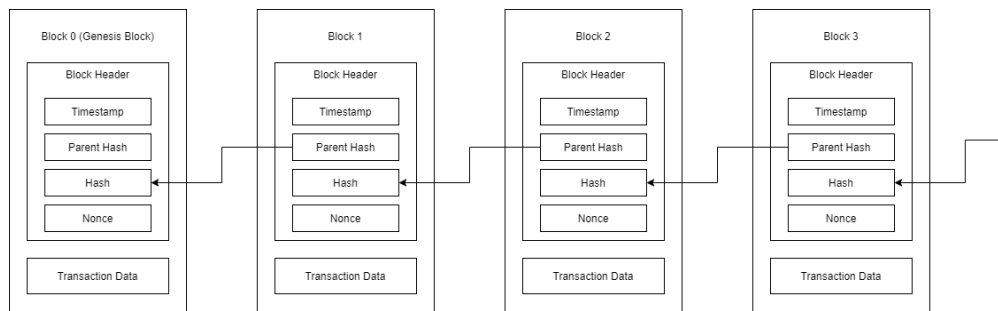 Block 0 (Genesis Block)
Block Header
Timestamp
Parent Hash
Hash
Nonce
Transaction Data
Block 1
Block Header
Timestamp
Parent Hash
Hash
Nonce
Transaction Data
Block 2
Block Header
Timestamp
Parent Hash
Hash
Nonce
Transaction Data
Block 3
Block Header
Timestamp
Parent Hash
Hash
Nonce
Transaction Data